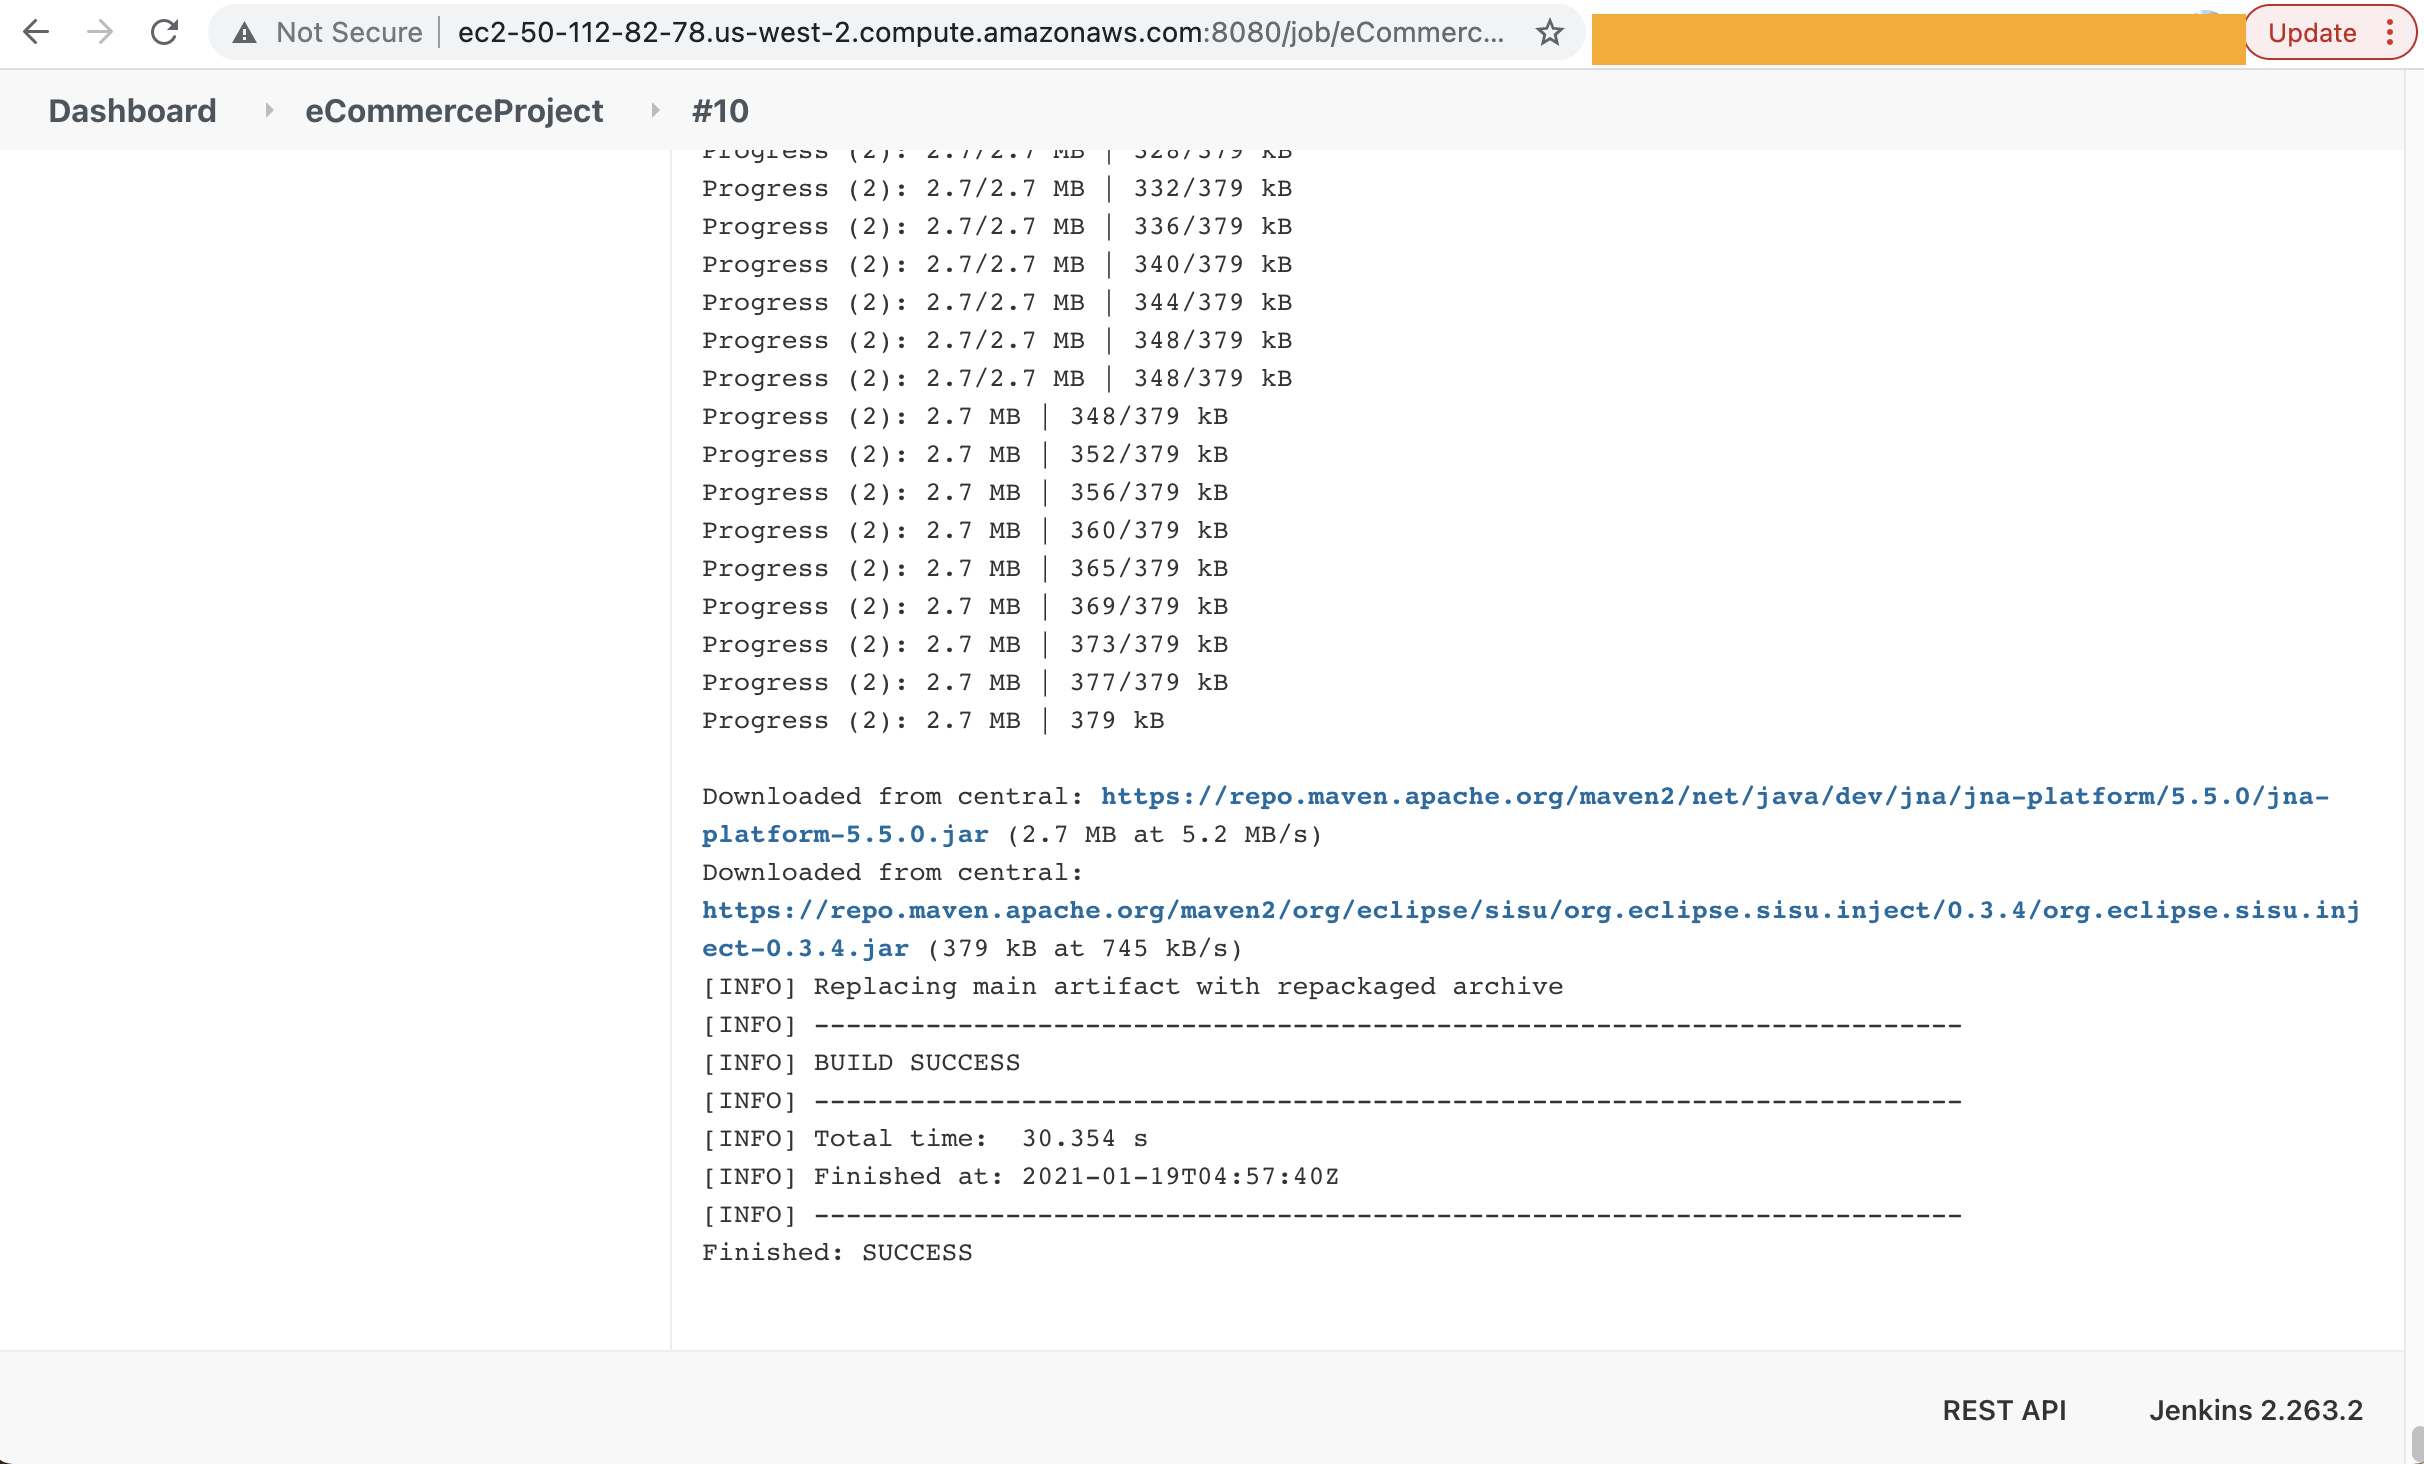 Not Secure | ec2-50-112-82-78.us-west-2.compute.amazonaws.com:8080/job/eCommerc... Update
Dashboard eCommerceProject #10
Progress (2): 2.7/2.7 MB | 328/379 kB
Progress (2): 2.7/2.7 MB | 332/379 kB
Progress (2): 2.7/2.7 MB | 336/379 kB
Progress (2): 2.7/2.7 MB | 340/379 kB
Progress (2): 2.7/2.7 MB | 344/379 kB
Progress (2): 2.7/2.7 MB | 348/379 kB
Progress (2): 2.7/2.7 MB | 348/379 kB
Progress (2): 2.7 MB | 348/379 kB
Progress (2): 2.7 MB | 352/379 kB
Progress (2): 2.7 MB | 356/379 kB
Progress (2): 2.7 MB | 360/379 kB
Progress (2): 2.7 MB | 365/379 kB
Progress (2): 2.7 MB | 369/379 kB
Progress (2): 2.7 MB | 373/379 kB
Progress (2): 2.7 MB | 377/379 kB
Progress (2): 2.7 MB | 379 kB
Downloaded from central: https://repo.maven.apache.org/maven2/net/java/dev/jna/jna-platform/5.5.0/jna-
platform-5.5.0.jar (2.7 MB at 5.2 MB/s)
Downloaded from central:
https://repo.maven.apache.org/maven2/org/eclipse/sisu/org.eclipse.sisu.inject/0.3.4/org.eclipse.sisu.inj
ect-0.3.4.jar (379 kB at 745 kB/s)
[INFO] Replacing main artifact with repackaged archive
[INFO] ------------------------------------------------------------------------
[INFO] BUILD SUCCESS
[INFO] ------------------------------------------------------------------------
[INFO] Total time:  30.354 s
[INFO] Finished at: 2021-01-19T04:57:40Z
[INFO] ------------------------------------------------------------------------
Finished: SUCCESS
REST API Jenkins 2.263.2